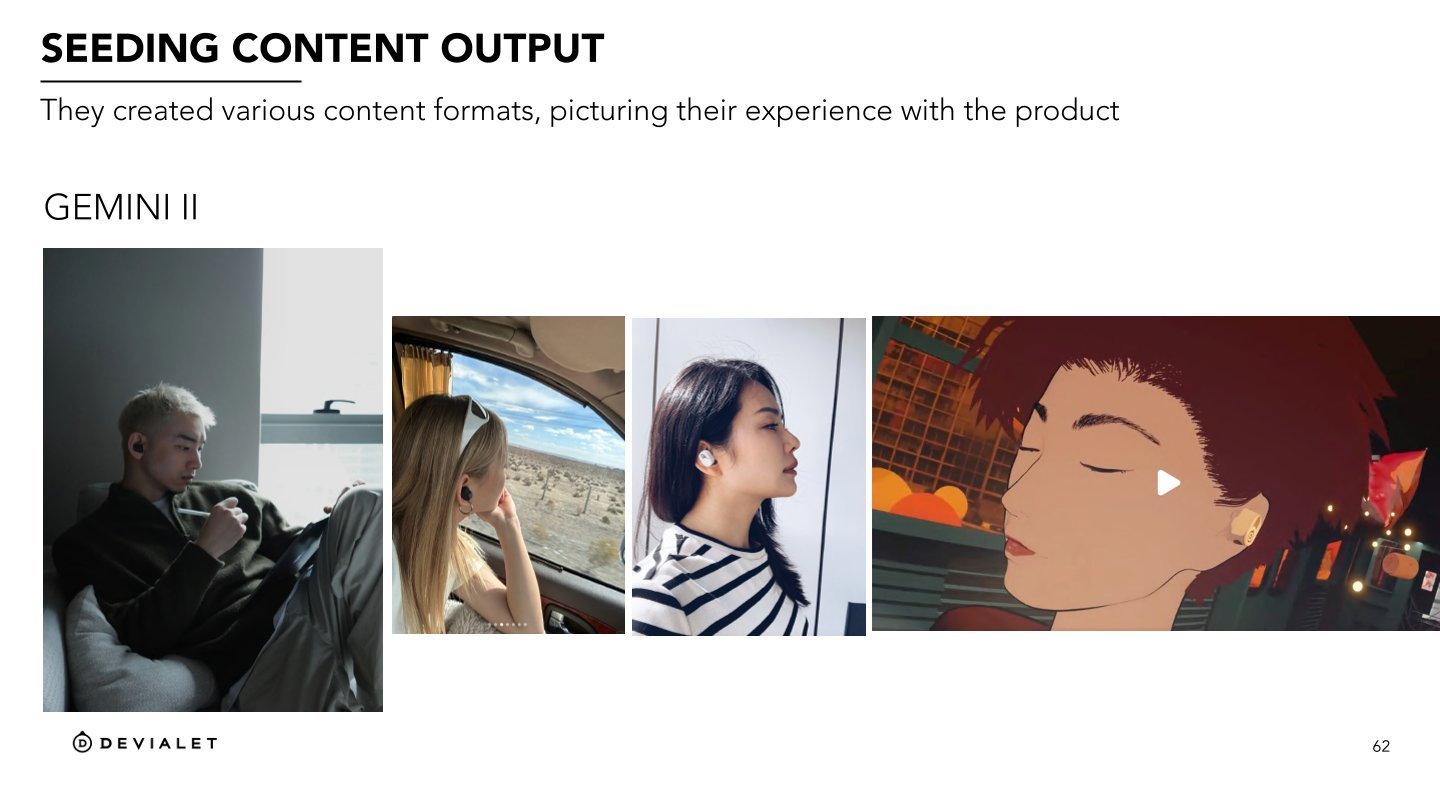 SEEDING CONTENT OUTPUT
They created various content formats, picturing their experience with the product
GEMINI II
DEVIALET
62